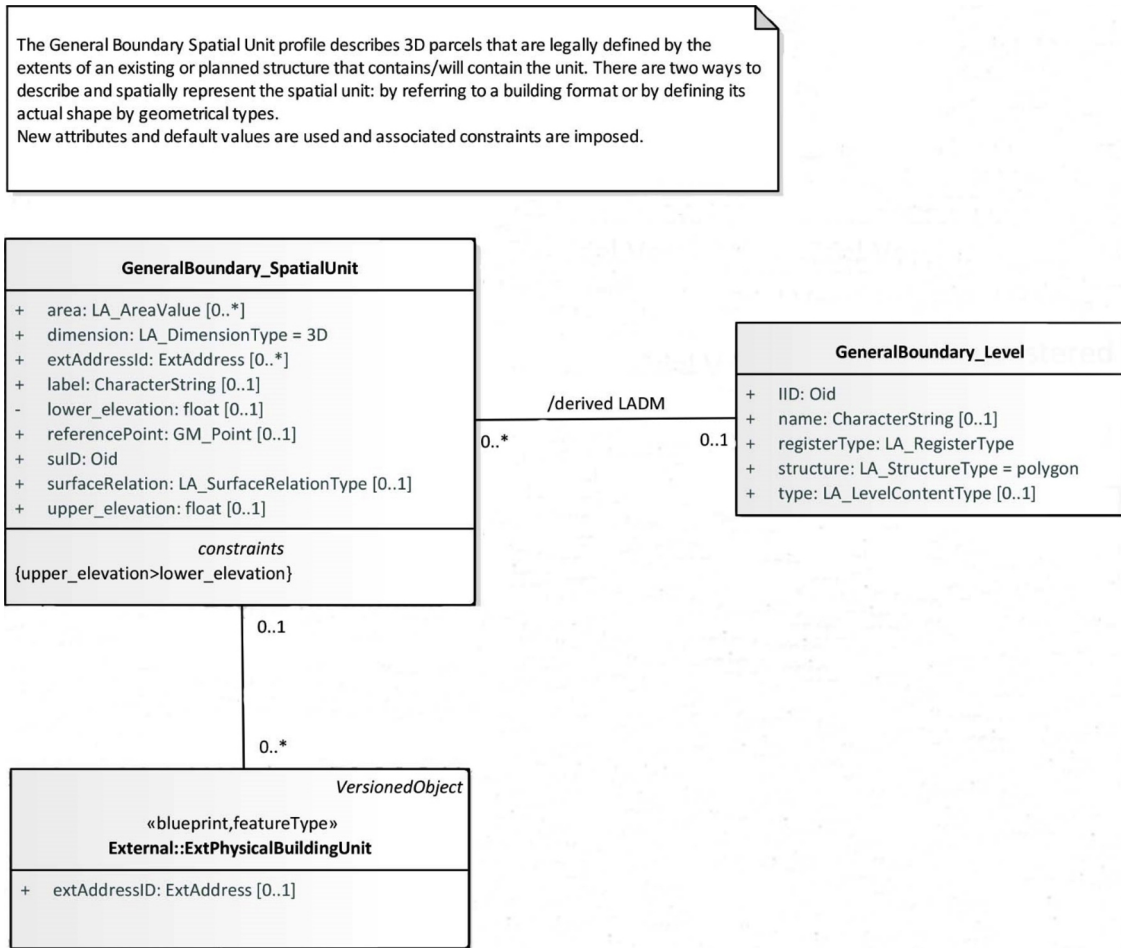 The General Boundary Spatial Unit profile describes 3D parcels that are legally defined by the
extents of an existing or planned structure that contains/will contain the unit. There are two ways to
describe and spatially represent the spatial unit: by referring to a building format or by defining its
actual shape by geometrical types.
New attributes and default values are used and associated constraints are imposed.
GeneralBoundary_SpatialUnit
+ area: LA_AreaValue [0..*]
+ dimension: LA_DimensionType = 3D
+ extAddressId: ExtAddress [0..*]
+ label: CharacterString [0..1]
- lower_elevation: float [0..1]
+ referencePoint: GM_Point [0..1]
+ suID: Oid
+ surfaceRelation: LA_SurfaceRelationType [0..1]
+ upper_elevation: float [0..1]
constraints
{upper_elevation>lower_elevation}
/derived LADM
0..*
0..1
GeneralBoundary_Level
+ lID: Oid
+ name: CharacterString [0..1]
+ registerType: LA_RegisterType
+ structure: LA_StructureType = polygon
+ type: LA_LevelContentType [0..1]
0..1
0..*
VersionedObject
«blueprint,featureType»
External::ExtPhysicalBuildingUnit
+ extAddressID: ExtAddress [0..1]